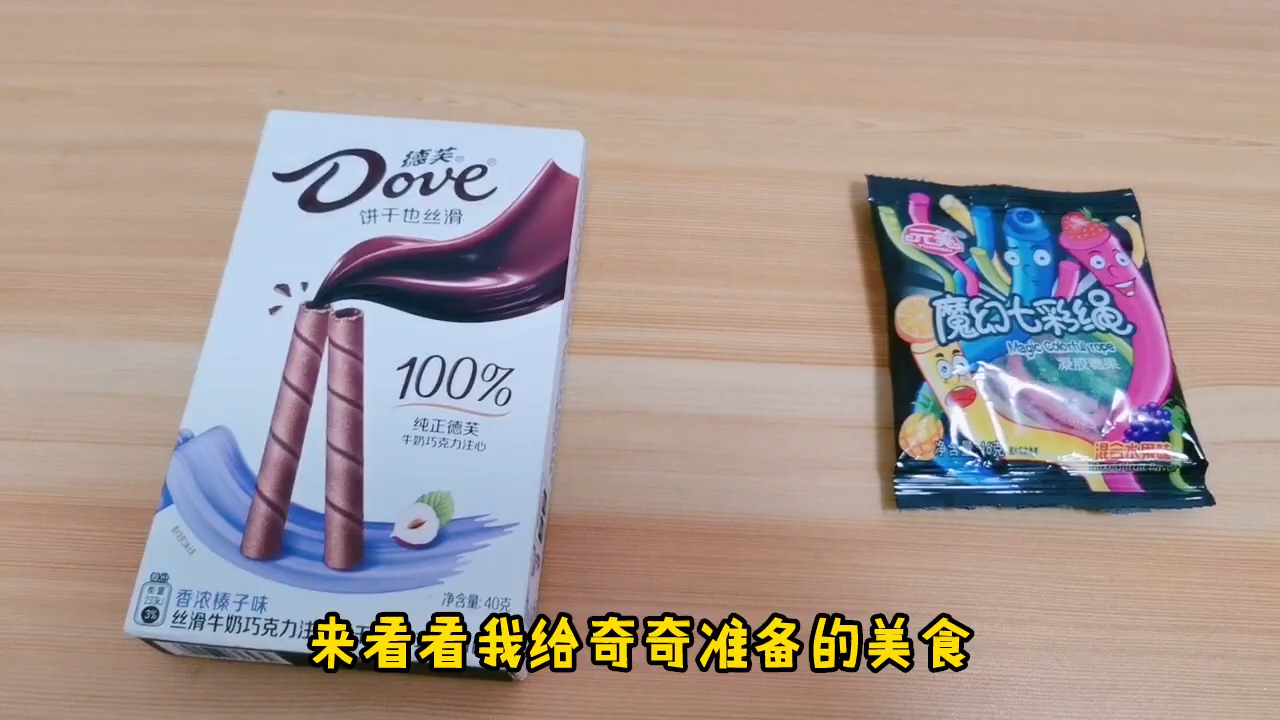 德芙
Dove
饼干也丝滑
100%
纯正德芙
牛奶巧克力注心
香浓榛子味
净含量: 40克
丝滑牛奶巧克力注
能量
3%
魔幻七彩绳
Magic Colorful rope
凝胶糖果
混合水果味
来看看我给奇奇准备的美食